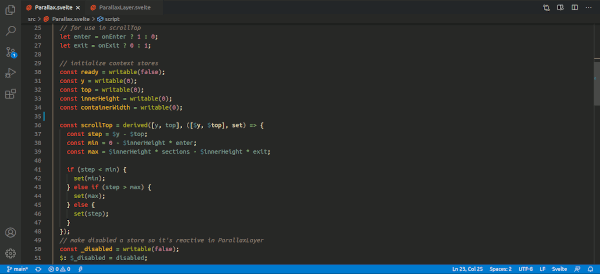 Parallax.svelte
ParallaxLayer.svelte
src > Parallax.svelte > script
25 // for use in scrollTop
26 let enter = onEnter ? 1 : 0;
27 let exit = onExit ? 0 : 1;
28
29 // initialize context stores
30 const ready = writable(false);
31 const y = writable(0);
32 const top = writable(0);
33 const innerHeight = writable(0);
34 const containerWidth = writable(0);
35
36 const scrollTop = derived([y, top], ([$y, $top], set) => {
37 const step = $y - $top;
38 const min = 0 - $innerHeight * enter;
39 const max = $innerHeight * sections - $innerHeight * exit;
40
41 if (step < min) {
42 set(min);
43 } else if (step > max) {
44 set(max);
45 } else {
46 set(step);
47 }
48 });
49 // make disabled a store so it's reactive in ParallaxLayer
50 const _disabled = writable(false);
51 $: $_disabled = disabled;
main*
0 0
Ln 25, Col 25
Spaces: 2
UTF-8
LF
Svelte